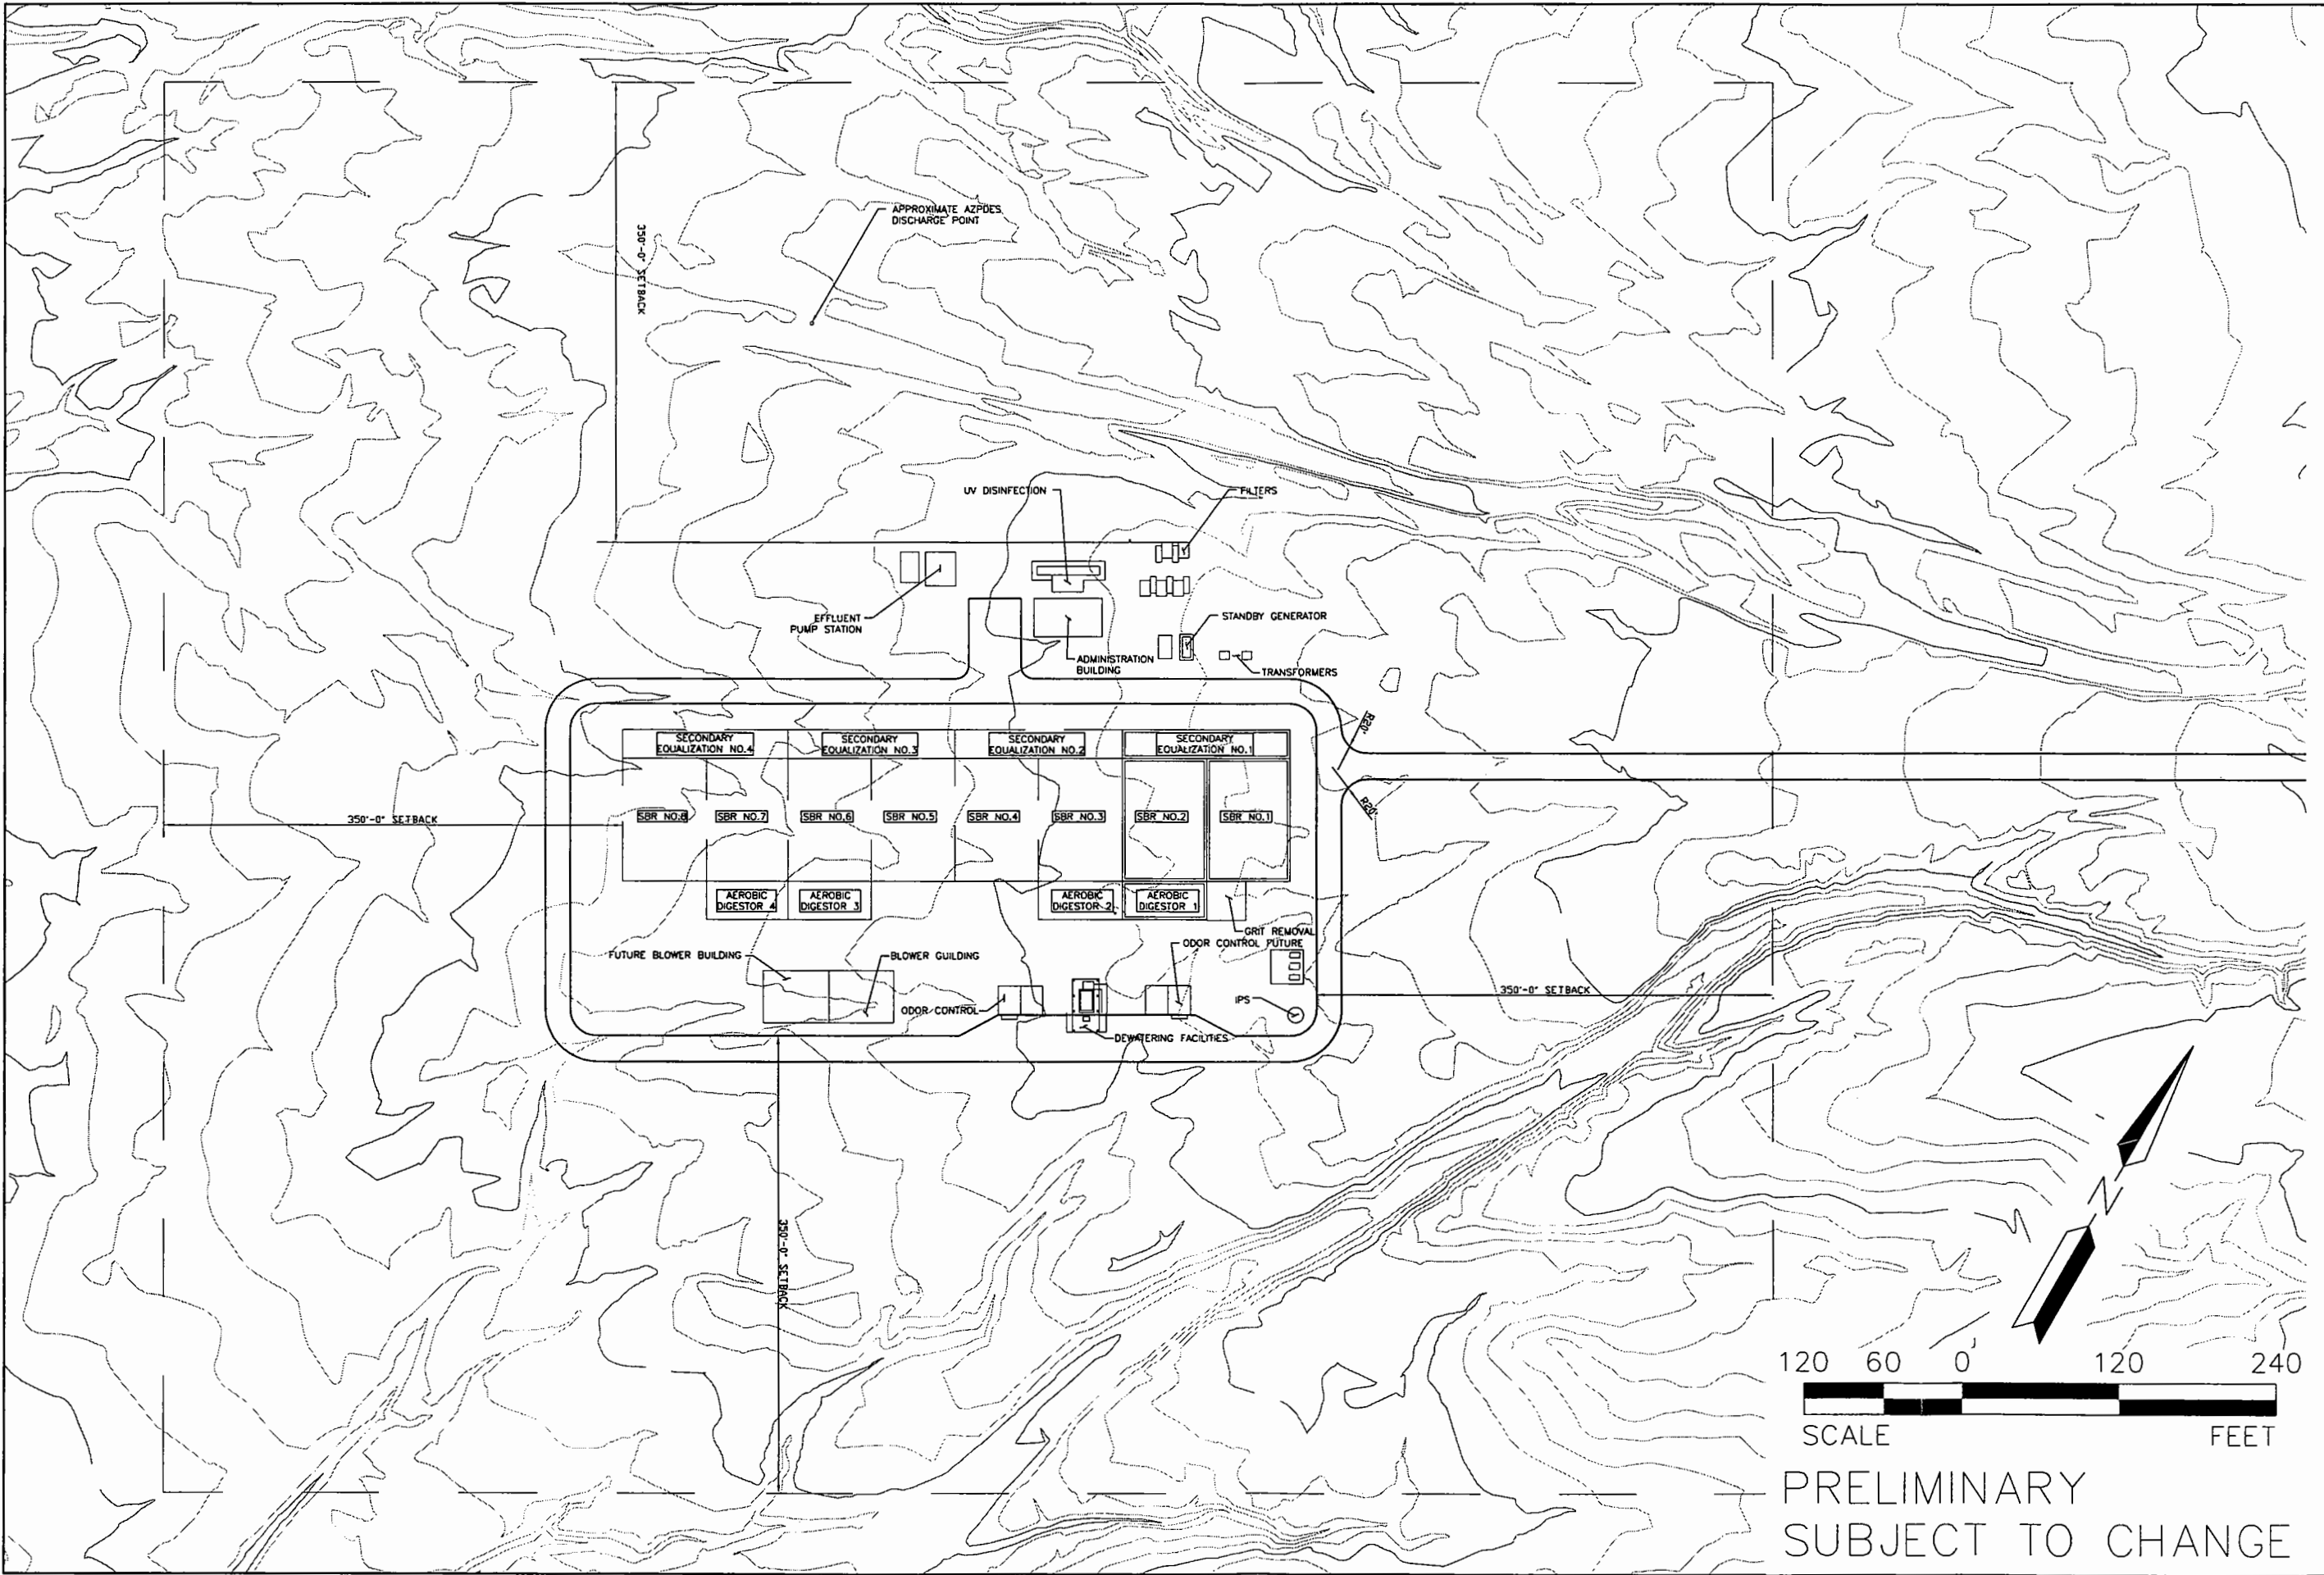 APPROXIMATE AZPDES
DISCHARGE POINT
350'-0" SETBACK
UV DISINFECTION
FILTERS
EFFLUENT
PUMP STATION
STANDBY GENERATOR
ADMINISTRATION
BUILDING
TRANSFORMERS
R20'
SECONDARY
EQUALIZATION NO.4
SECONDARY
EQUALIZATION NO.3
SECONDARY
EQUALIZATION NO.2
SECONDARY
EQUALIZATION NO.1
350'-0" SETBACK
SBR NO.8
SBR NO.7
SBR NO.6
SBR NO.5
SBR NO.4
SBR NO.3
SBR NO.2
SBR NO.1
R20'
AEROBIC
DIGESTOR 4
AEROBIC
DIGESTOR 3
AEROBIC
DIGESTOR 2
AEROBIC
DIGESTOR 1
GRIT REMOVAL
ODOR CONTROL FUTURE
FUTURE BLOWER BUILDING
BLOWER GUILDING
350'-0" SETBACK
IPS
ODOR CONTROL
DEWATERING FACILITIES
350'-0" SETBACK
N
120 60 0' 120 240
SCALE FEET
PRELIMINARY
SUBJECT TO CHANGE